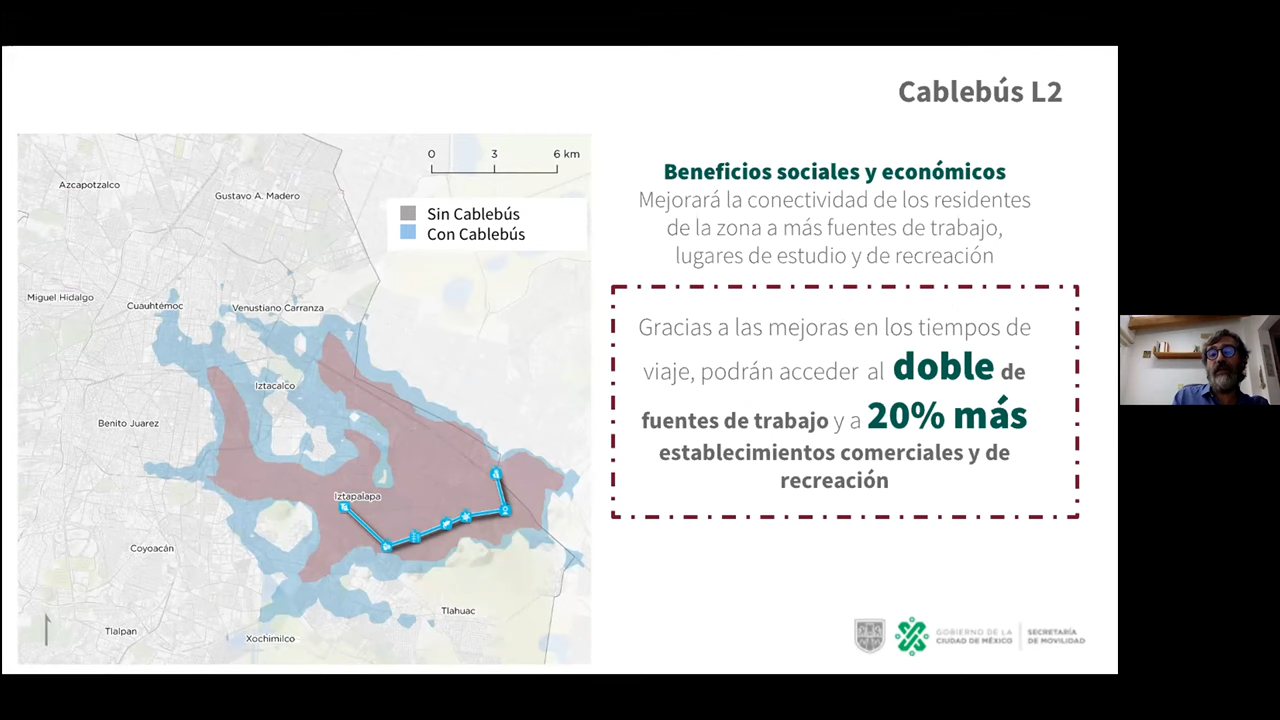 Cablebús L2
0 3 6 km
Azcapotzalco
Gustavo A. Madero
Sin Cablebús
Con Cablebús
Miguel Hidalgo
Cuauhtémoc
Venustiano Carranza
Iztacalco
Benito Juarez
Iztapalapa
Coyoacán
Tlahuac
Tlalpan
Xochimilco
Beneficios sociales y económicos
Mejorará la conectividad de los residentes
de la zona a más fuentes de trabajo,
lugares de estudio y de recreación
Gracias a las mejoras en los tiempos de
viaje, podrán acceder al doble de
fuentes de trabajo y a 20% más
establecimientos comerciales y de
recreación
GOBIERNO DE LA
CIUDAD DE MÉXICO
SECRETARÍA
DE MOVILIDAD